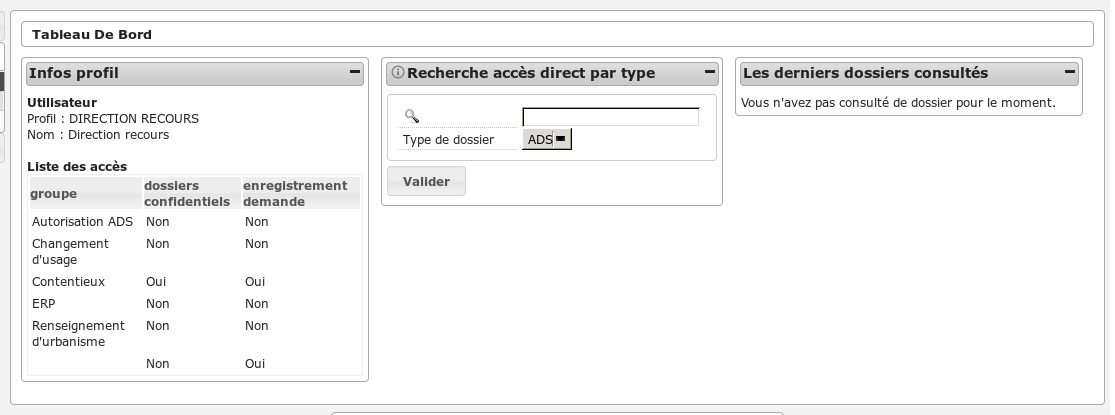 Tableau De Bord
Infos profil
Utilisateur
Profil : DIRECTION RECOURS
Nom : Direction recours
Liste des accès
groupe dossiers confidentiels enregistrement demande
Autorisation ADS Non Non
Changement d'usage Non Non
Contentieux Oui Oui
ERP Non Non
Renseignement d'urbanisme Non Non
Non Oui
Recherche accès direct par type
Type de dossier ADS
Valider
Les derniers dossiers consultés
Vous n'avez pas consulté de dossier pour le moment.